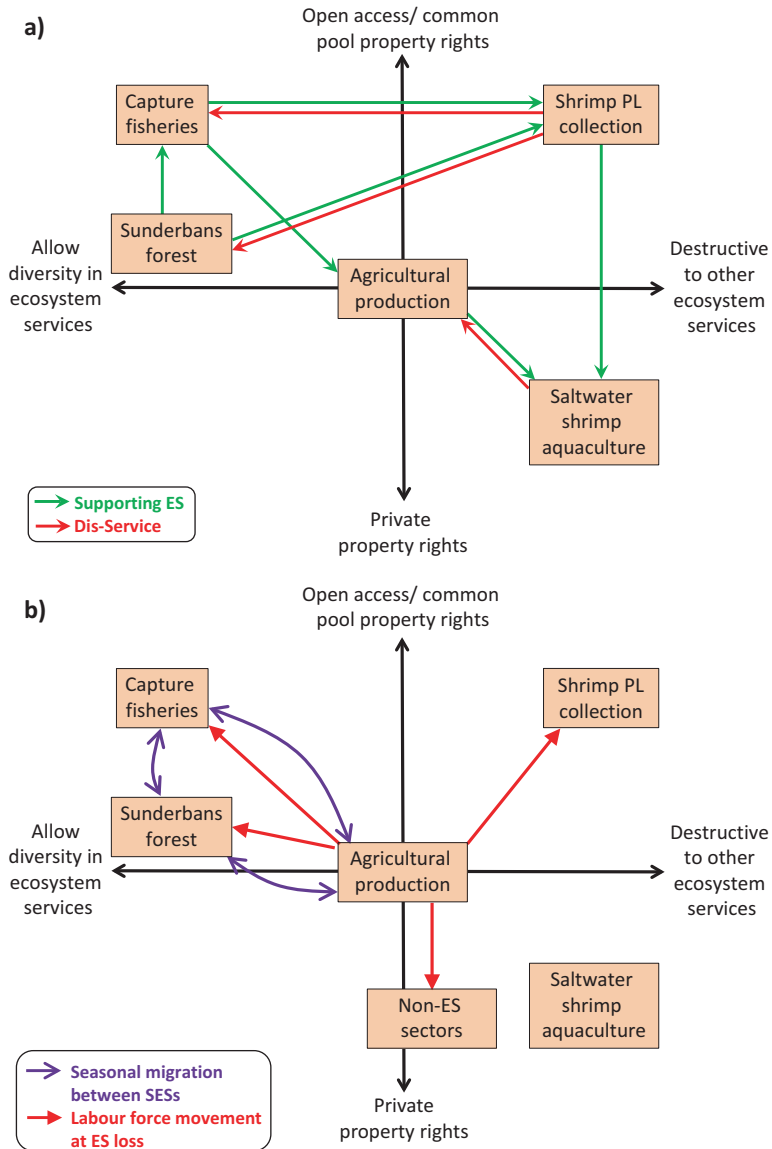 a)
Open access/ common
pool property rights
Capture
fisheries
Shrimp PL
collection
Sunderbans
forest
Allow
diversity in
ecosystem
services
Agricultural
production
Destructive
to other
ecosystem
services
Saltwater
shrimp
aquaculture
Supporting ES
Dis-Service
Private
property rights
b)
Open access/ common
pool property rights
Capture
fisheries
Shrimp PL
collection
Sunderbans
forest
Allow
diversity in
ecosystem
services
Agricultural
production
Destructive
to other
ecosystem
services
Non-ES
sectors
Saltwater
shrimp
aquaculture
Seasonal migration
between SESs
Labour force movement
at ES loss
Private
property rights